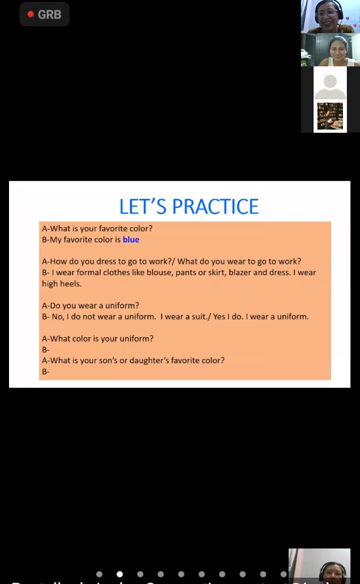 GRB
LET'S PRACTICE
A-What is your favorite color?
B-My favorite color is blue
A-How do you dress to go to work?/ What do you wear to go to work?
B- I wear formal clothes like blouse, pants or skirt, blazer and dress. I wear
high heels.
A-Do you wear a uniform?
B- No, I do not wear a uniform.  I wear a suit./ Yes I do. I wear a uniform.
A-What color is your uniform?
B-
A-What is your son's or daughter's favorite color?
B-